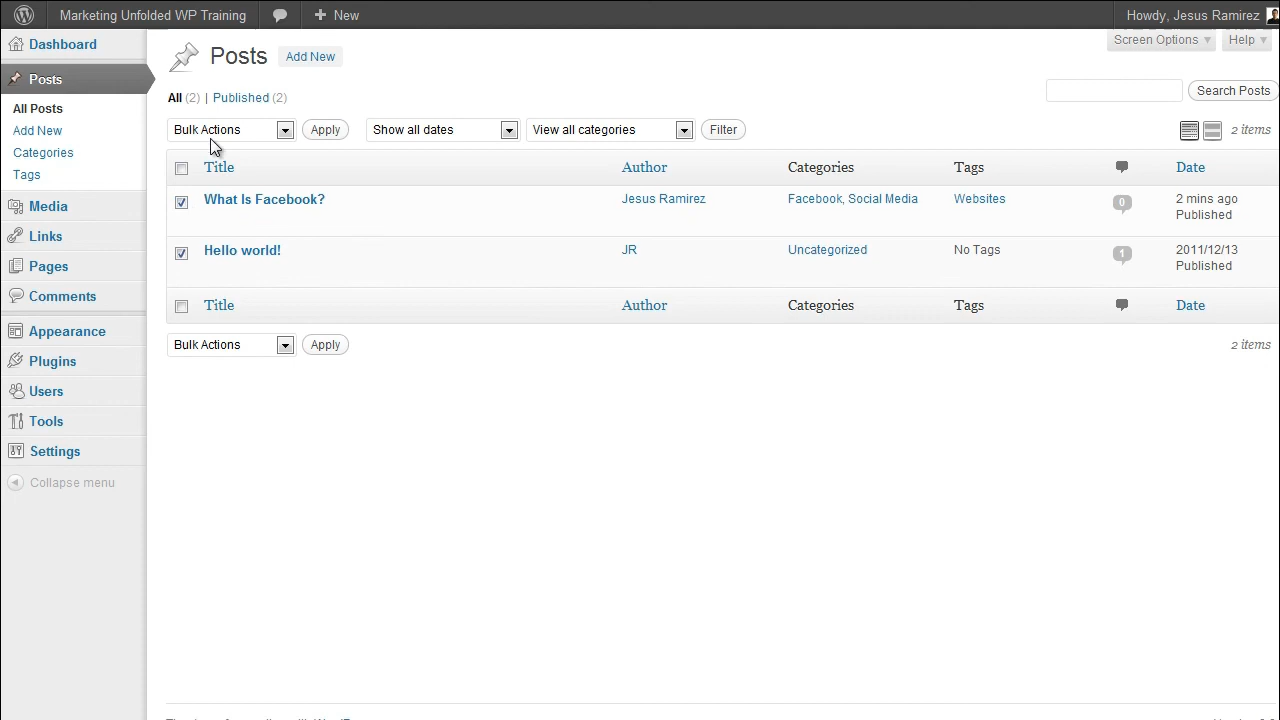 Marketing Unfolded WP Training
New
Howdy, Jesus Ramirez
Screen Options
Help
Dashboard
Posts
All Posts
Add New
Categories
Tags
Media
Links
Pages
Comments
Appearance
Plugins
Users
Tools
Settings
Collapse menu
Posts Add New
All (2) | Published (2)
Search Posts
Bulk Actions Apply Show all dates View all categories Filter 2 items
Title Author Categories Tags Date
What Is Facebook? Jesus Ramirez Facebook, Social Media Websites 0 2 mins ago
Published
Hello world! JR Uncategorized No Tags 1 2011/12/13
Published
Title Author Categories Tags Date
Bulk Actions Apply 2 items